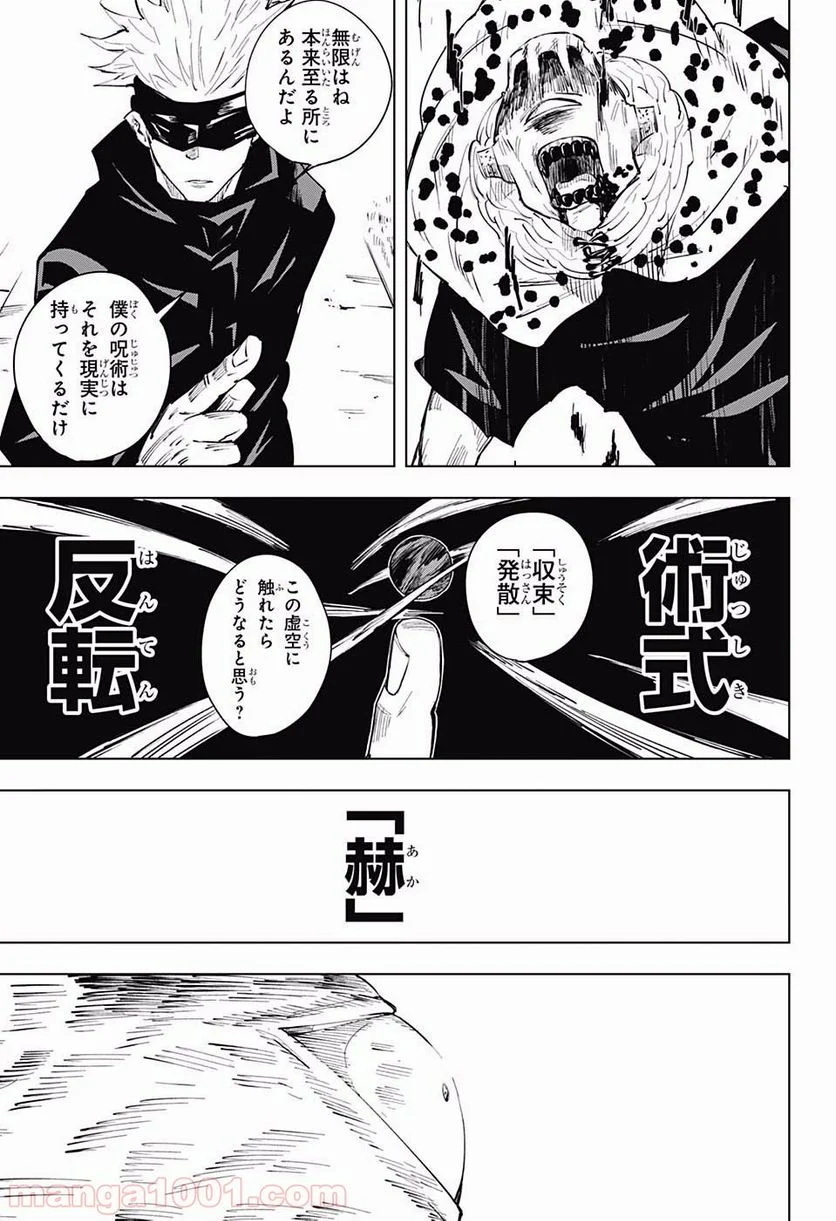 無限はね
本来至る所に
あるんだよ
僕の呪術は
それを現実に
持ってくるだけ
術式
「収束」
「発散」
この虚空に
触れたら
どうなると思う?
反転
「赫」
manga1001.com